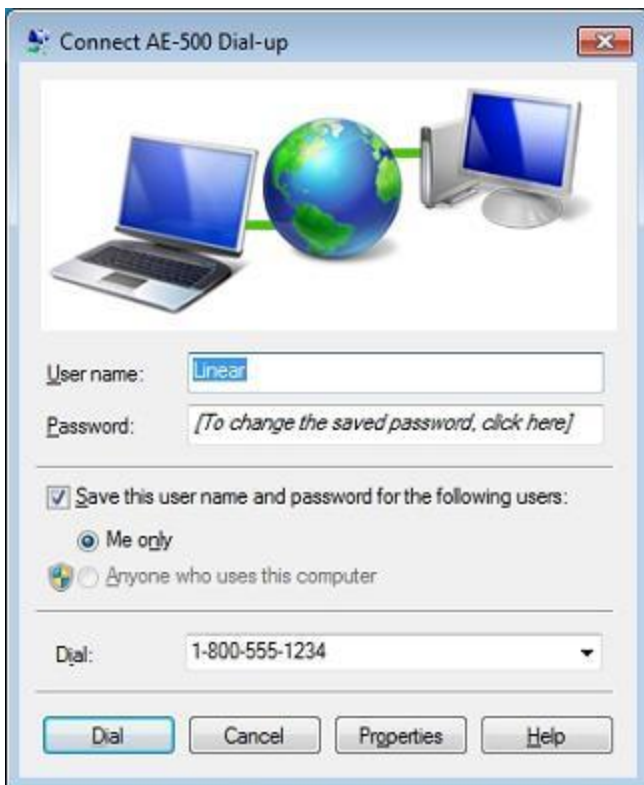 Connect AE-500 Dial-up
User name: Linear
Password: [To change the saved password, click here]
Save this user name and password for the following users:
Me only
Anyone who uses this computer
Dial: 1-800-555-1234
Dial Cancel Properties Help